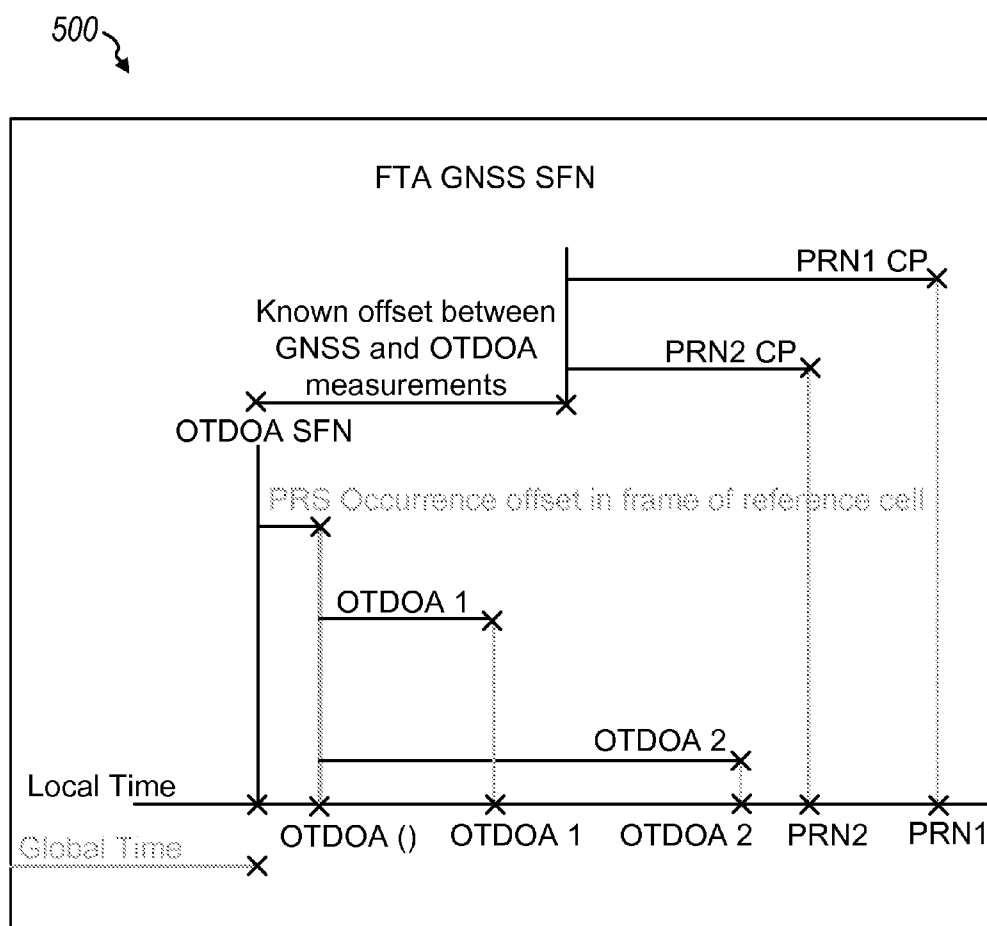 500
FTA GNSS SFN
PRN1 CP
Known offset between
GNSS and OTDOA
measurements
PRN2 CP
OTDOA SFN
PRS Occurrence offset in frame of reference cell
OTDOA 1
OTDOA 2
Local Time
OTDOA ()
OTDOA 1
OTDOA 2
PRN2
PRN1
Global Time